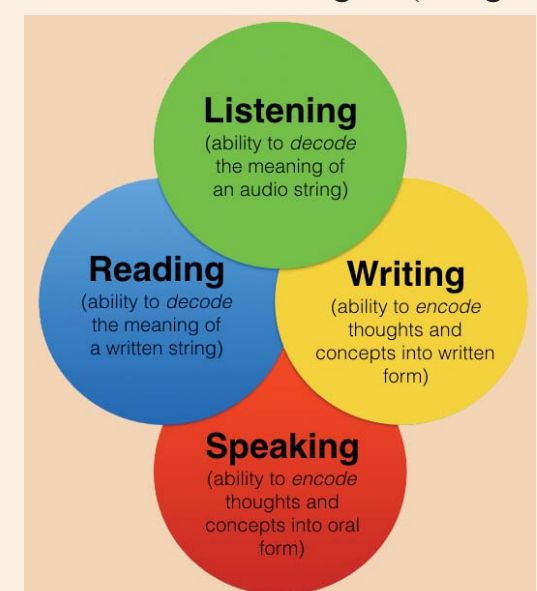 Listening
(ability to decode
the meaning of
an audio string)
Reading
(ability to decode
the meaning of
a written string)
Writing
(ability to encode
thoughts and
concepts into written
form)
Speaking
(ability to encode
thoughts and
concepts into oral
form)